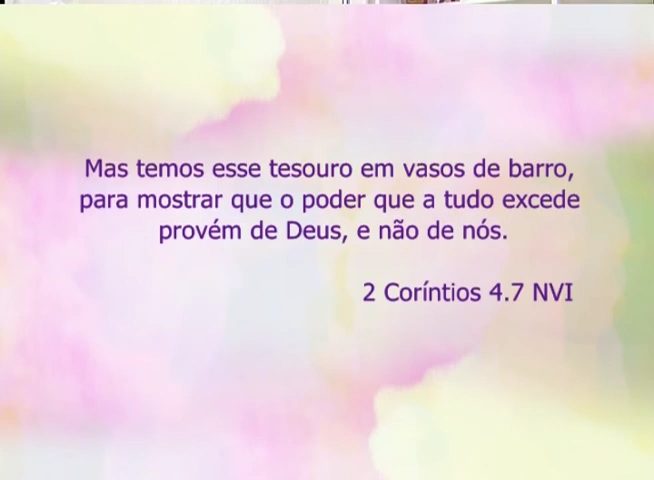 Mas temos esse tesouro em vasos de barro,
para mostrar que o poder que a tudo excede
provém de Deus, e não de nós.
2 Coríntios 4.7 NVI